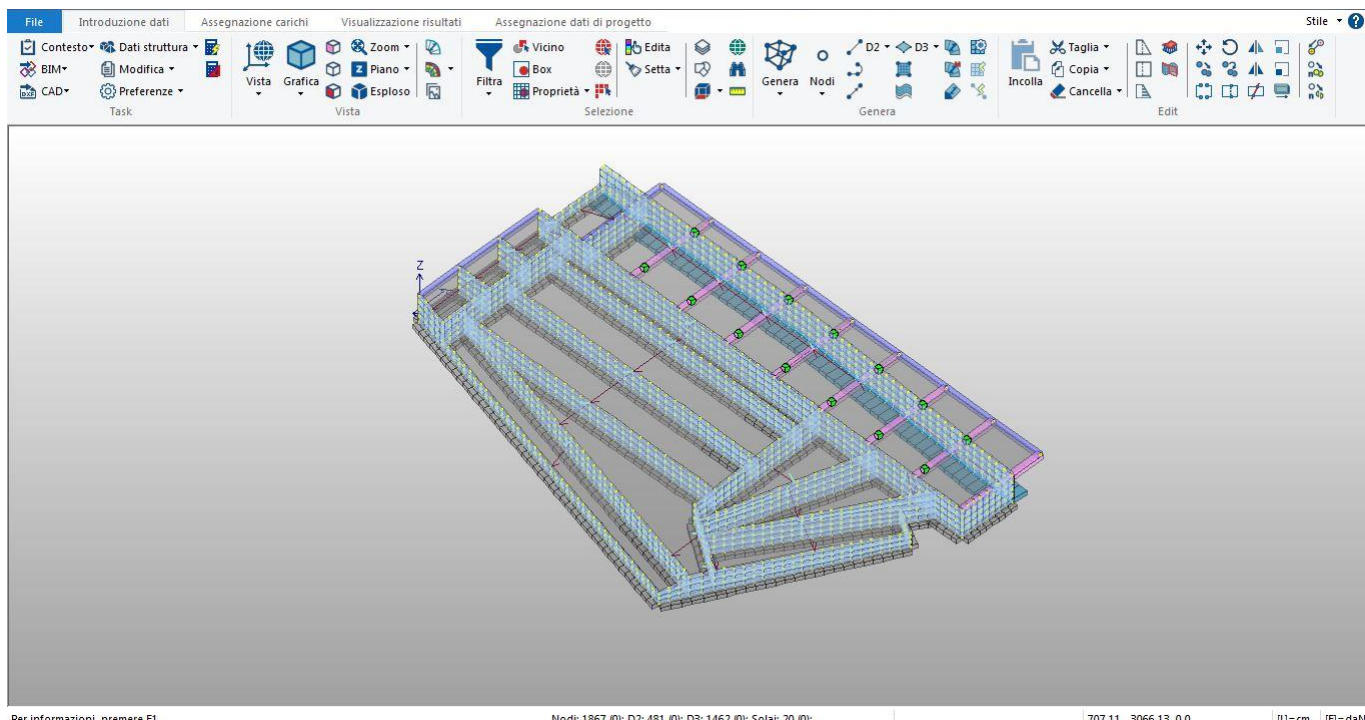 File Introduzione dati Assegnazione carichi Visualizzazione risultati Assegnazione dati di progetto Stile
Contesto Dati struttura Zoom Vicino Edita D2 D3 Taglia
BIM Modifica Piano Box Setta Copia
CAD Preferenze Esploso Proprietà Cancella
Vista Grafica Filtra Genera Nodi Incolla
Task Vista Selezione Genera Edit
Z
Per informazioni, premere F1 Nodi: 1867 (0); D2: 481 (0); D3: 1462 (0); Solai: 20 (0); 707.11, 3066.13, 0.0 [L]=cm [F]=daN